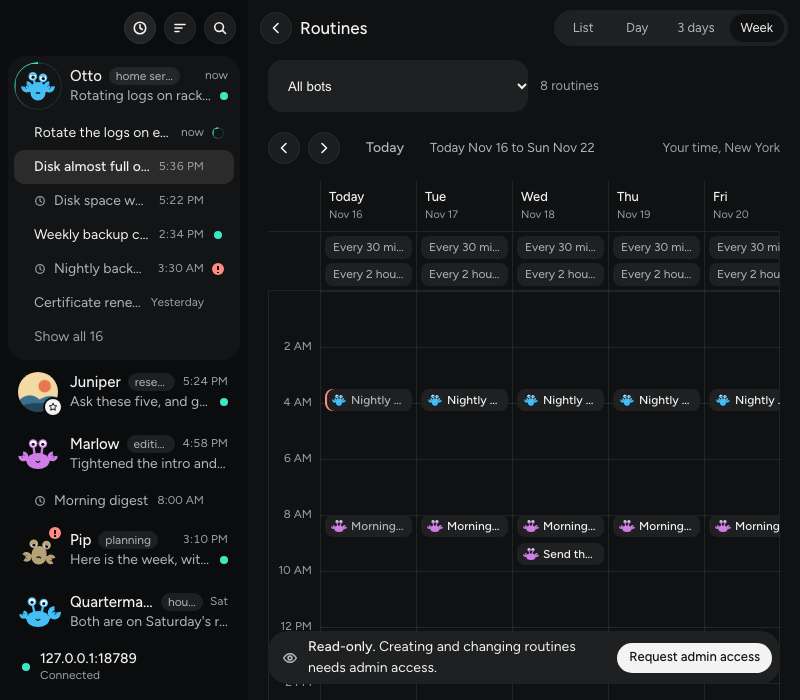 Otto home ser... now
Rotating logs on rack...
Rotate the logs on e... now
Disk almost full o... 5:36 PM
Disk space w... 5:22 PM
Weekly backup c... 2:34 PM
Nightly back... 3:30 AM
Certificate rene... Yesterday
Show all 16
Juniper rese... 5:24 PM
Ask these five, and g...
Marlow editi... 4:58 PM
Tightened the intro and...
Morning digest 8:00 AM
Pip planning 3:10 PM
Here is the week, wit...
Quarterma... hou... Sat
Both are on Saturday's r...
127.0.0.1:18789
Connected
Routines
List Day 3 days Week
All bots 8 routines
Today Today Nov 16 to Sun Nov 22 Your time, New York
Today Tue Wed Thu Fri
Nov 16 Nov 17 Nov 18 Nov 19 Nov 20
Every 30 mi... Every 30 mi... Every 30 mi... Every 30 mi... Every 30 mi
Every 2 hou... Every 2 hou... Every 2 hou... Every 2 hou... Every 2 hou
2 AM
4 AM Nightly ... Nightly ... Nightly ... Nightly ... Nightly .
6 AM
8 AM Morning... Morning... Morning... Morning... Morning
Send th...
10 AM
12 PM
Read-only. Creating and changing routines
needs admin access.
Request admin access